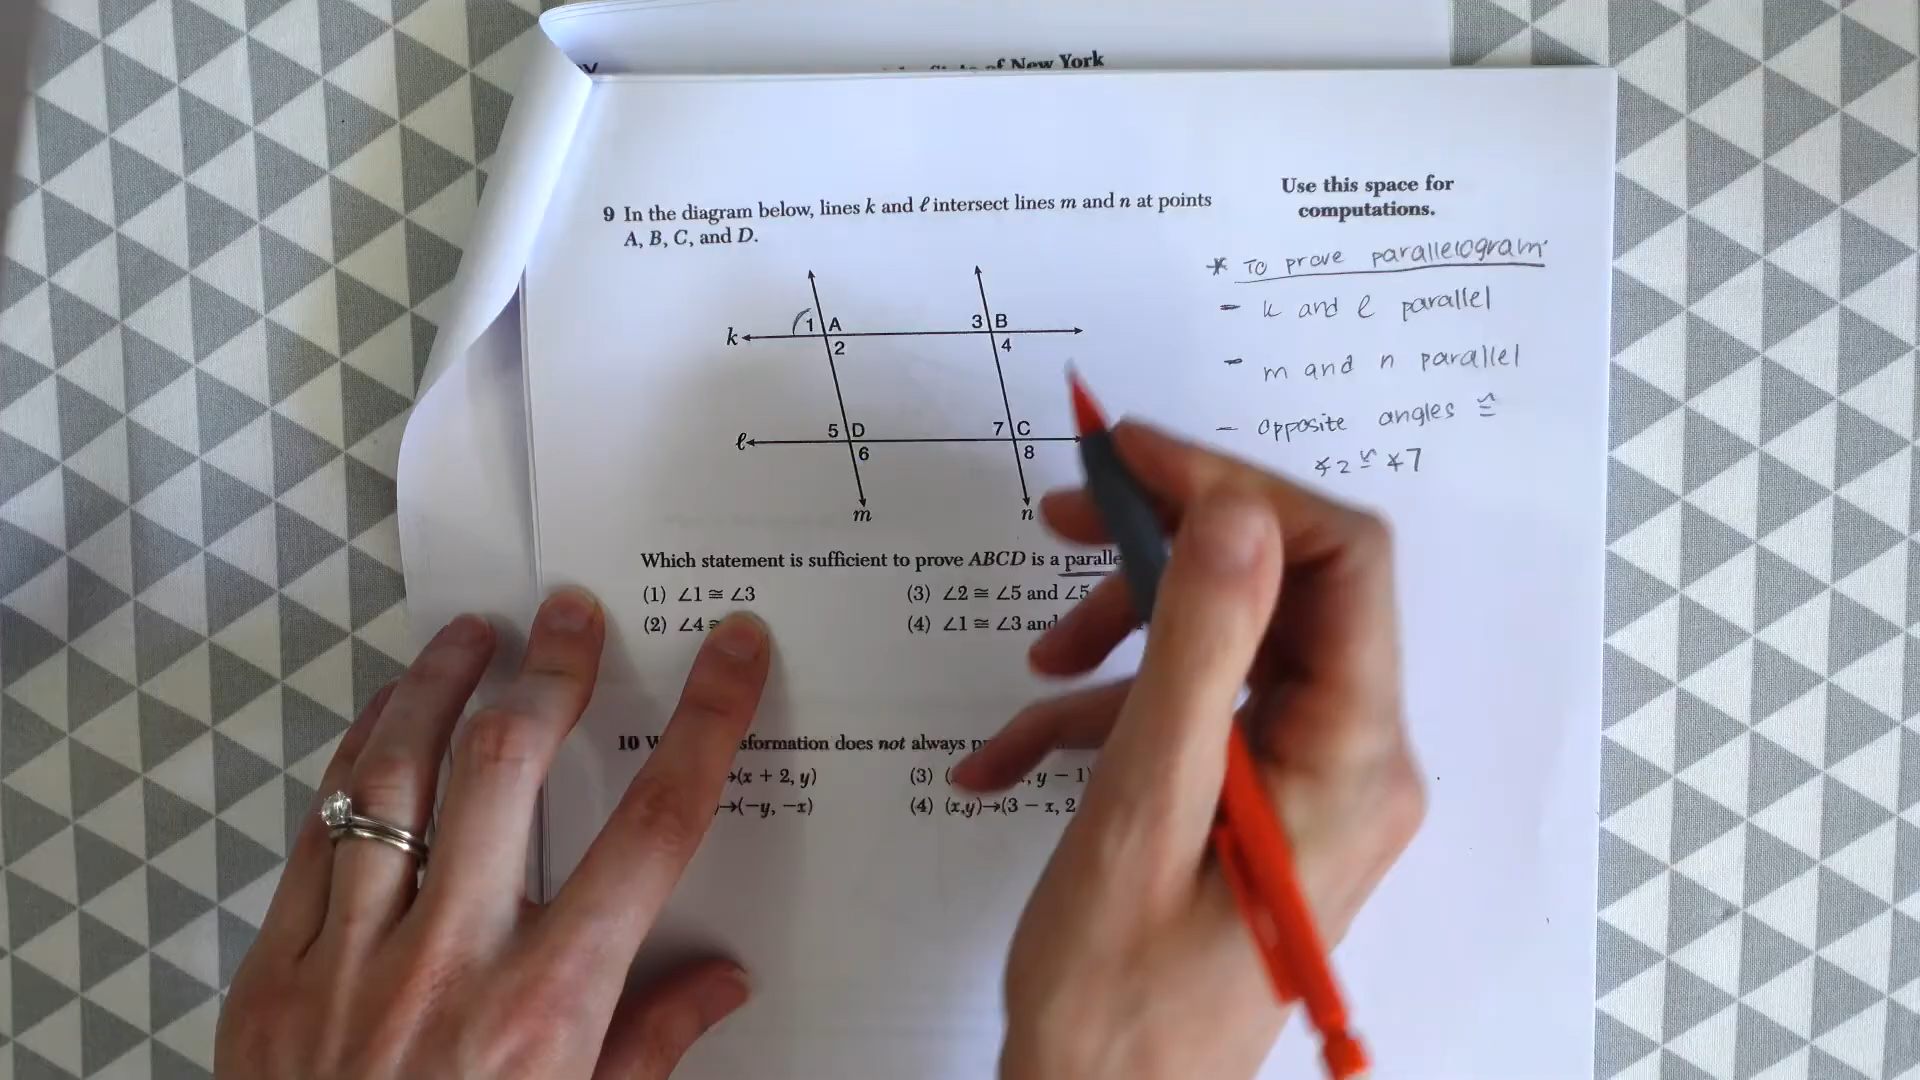 of New York
9 In the diagram below, lines k and ℓ intersect lines m and n at points
A, B, C, and D.
Use this space for
computations.
* To prove parallelogram
- k and ℓ parallel
- m and n parallel
- opposite angles ≅
∡2 ≅ ∡7
1 A
3 B
k
2
4
5 D
7 C
ℓ
6
8
m
n
Which statement is sufficient to prove ABCD is a
(1) ∠1 ≅ ∠3
(3) ∠2 ≅ ∠5 and ∠5
(2) ∠4
(4) ∠1 ≅ ∠3 and
10
does not always
→(x + 2, y)
(3) , y − 1)
→(−y, −x)
(4) (x,y)→(3 − x, 2